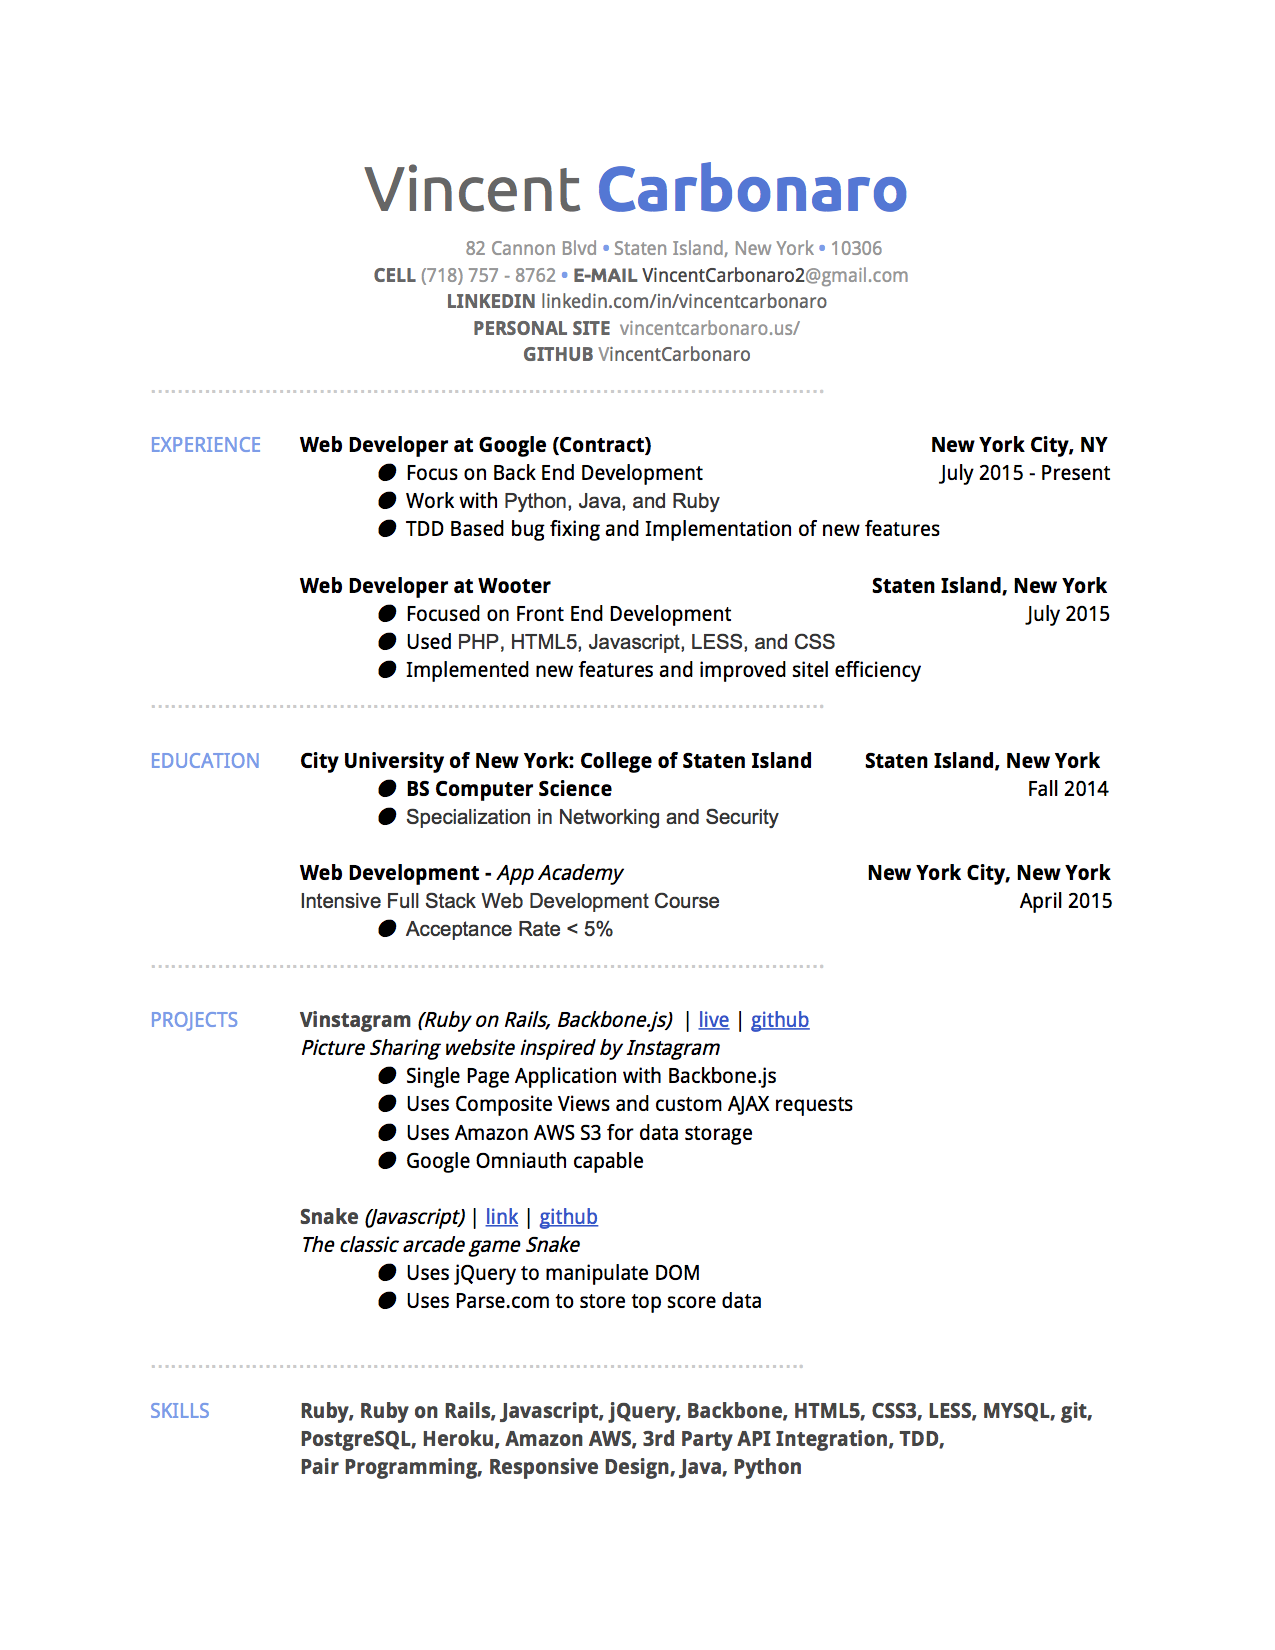 Vincent Carbonaro
82 Cannon Blvd • Staten Island, New York • 10306
CELL (718) 757 - 8762 • E-MAIL VincentCarbonaro2@gmail.com
LINKEDIN linkedin.com/in/vincentcarbonaro
PERSONAL SITE vincentcarbonaro.us/
GITHUB VincentCarbonaro
EXPERIENCE Web Developer at Google (Contract) New York City, NY
● Focus on Back End Development July 2015 - Present
● Work with Python, Java, and Ruby
● TDD Based bug fixing and Implementation of new features
Web Developer at Wooter Staten Island, New York
● Focused on Front End Development July 2015
● Used PHP, HTML5, Javascript, LESS, and CSS
● Implemented new features and improved sitel efficiency
EDUCATION City University of New York: College of Staten Island Staten Island, New York
● BS Computer Science Fall 2014
● Specialization in Networking and Security
Web Development - App Academy New York City, New York
Intensive Full Stack Web Development Course April 2015
● Acceptance Rate < 5%
PROJECTS Vinstagram (Ruby on Rails, Backbone.js) | live | github
Picture Sharing website inspired by Instagram
● Single Page Application with Backbone.js
● Uses Composite Views and custom AJAX requests
● Uses Amazon AWS S3 for data storage
● Google Omniauth capable
Snake (Javascript) | link | github
The classic arcade game Snake
● Uses jQuery to manipulate DOM
● Uses Parse.com to store top score data
SKILLS Ruby, Ruby on Rails, Javascript, jQuery, Backbone, HTML5, CSS3, LESS, MYSQL, git,
PostgreSQL, Heroku, Amazon AWS, 3rd Party API Integration, TDD,
Pair Programming, Responsive Design, Java, Python